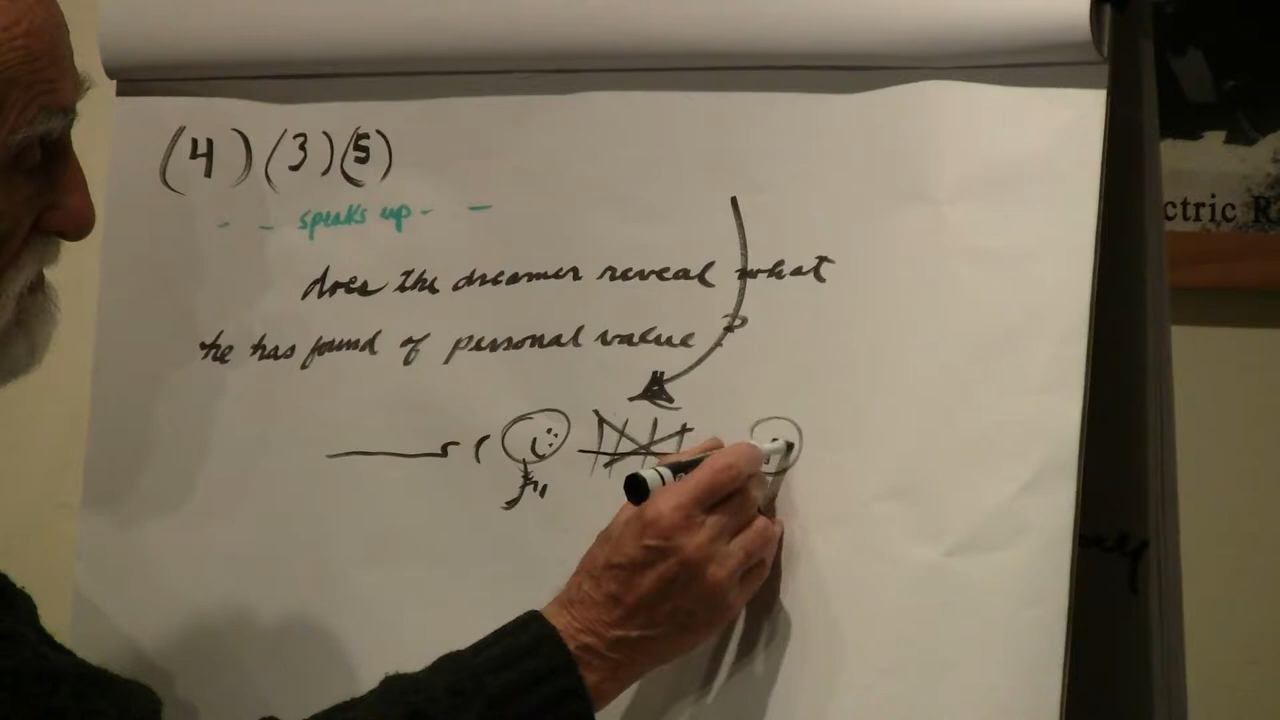 (4)(3)(5)
- - speaks up - -
does the dreamer reveal what
he has found of personal value ?
ctric R